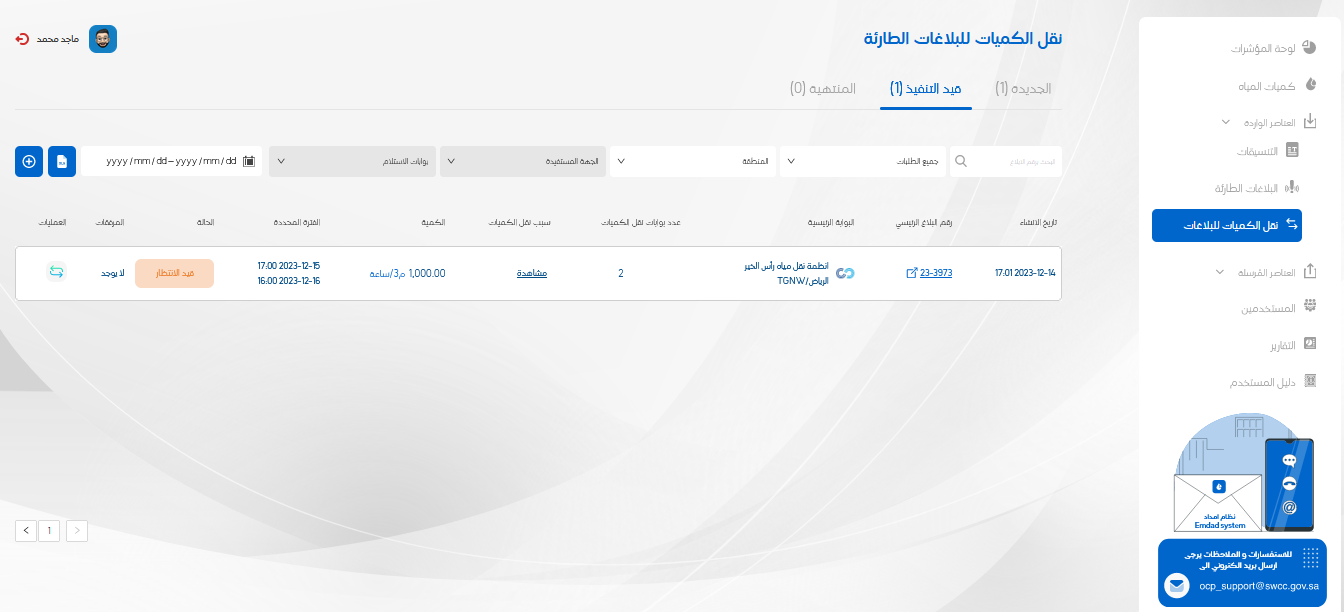 نقل الكميات للبلاغات الطارئة
ماجد محمد
الجديدة (1)
قيد التنفيذ (1)
المنتهية (0)
البحث برقم البلاغ
جميع الطلبات
المنطقة
الجهة المستفيدة
بوابات الاستلام
yyyy / mm / dd – yyyy / mm / dd
تاريخ الانشاء
رقم البلاغ الرئيسي
البوابة الرئيسية
عدد بوابات نقل الكميات
سبب نقل الكميات
الكمية
الفترة المحددة
الحالة
المرفقات
العمليات
17:01 2023-12-14
23-3973
انظمة نقل مياه رأس الخير
الرياض/TGNW
2
مشاهدة
1,000.00 م3/ساعة
17:00 2023-12-15
16:00 2023-12-16
قيد الانتظار
لا يوجد
1
لوحة المؤشرات
كميات المياه
العناصر الواردة
التنسيقات
البلاغات الطارئة
نقل الكميات للبلاغات
العناصر المُرسلة
المستخدمين
التقارير
دليل المستخدم
نظام امداد
Emdad system
للاستفسارات و الملاحظات يرجى
ارسال بريد الكتروني الى
ocp_support@swcc.gov.sa